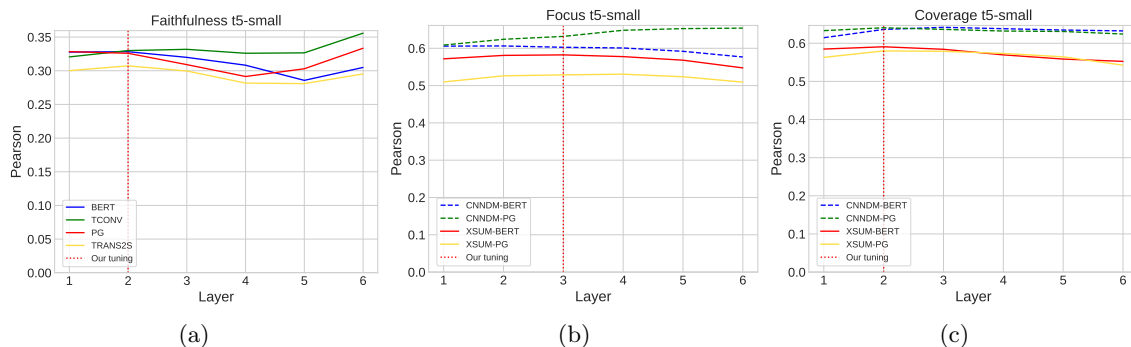 Faithfulness t5-small
0.35
0.30
0.25
0.20
0.15
0.10
0.05
0.00
Pearson
BERT
TCONV
PG
TRANS2S
Our tuning
1 2 3 4 5 6
Layer
(a)
Focus t5-small
0.6
0.5
0.4
0.3
0.2
0.1
0.0
Pearson
CNNDM-BERT
CNNDM-PG
XSUM-BERT
XSUM-PG
Our tuning
1 2 3 4 5 6
Layer
(b)
Coverage t5-small
0.6
0.5
0.4
0.3
0.2
0.1
0.0
Pearson
CNNDM-BERT
CNNDM-PG
XSUM-BERT
XSUM-PG
Our tuning
1 2 3 4 5 6
Layer
(c)